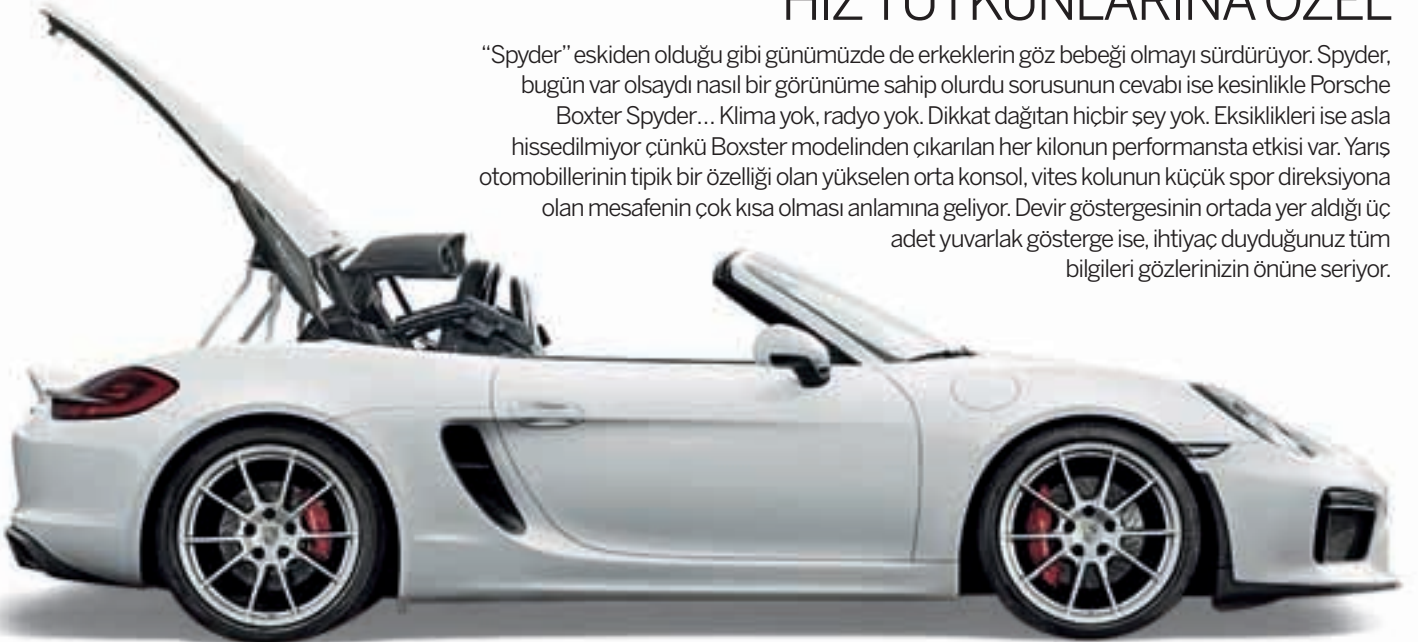 HIZ TUTKUNLARINA ÖZEL
“Spyder” eskiden olduğu gibi günümüzde de erkeklerin göz bebeği olmayı sürdürüyor. Spyder,
bugün var olsaydı nasıl bir görünüme sahip olurdu sorusunun cevabı ise kesinlikle Porsche
Boxter Spyder… Klima yok, radyo yok. Dikkat dağıtan hiçbir şey yok. Eksiklikleri ise asla
hissedilmiyor çünkü Boxster modelinden çıkarılan her kilonun performansta etkisi var. Yarış
otomobillerinin tipik bir özelliği olan yükselen orta konsol, vites kolunun küçük spor direksiyona
olan mesafenin çok kısa olması anlamına geliyor. Devir göstergesinin ortada yer aldığı üç
adet yuvarlak gösterge ise, ihtiyaç duyduğunuz tüm
bilgileri gözlerinizin önüne seriyor.